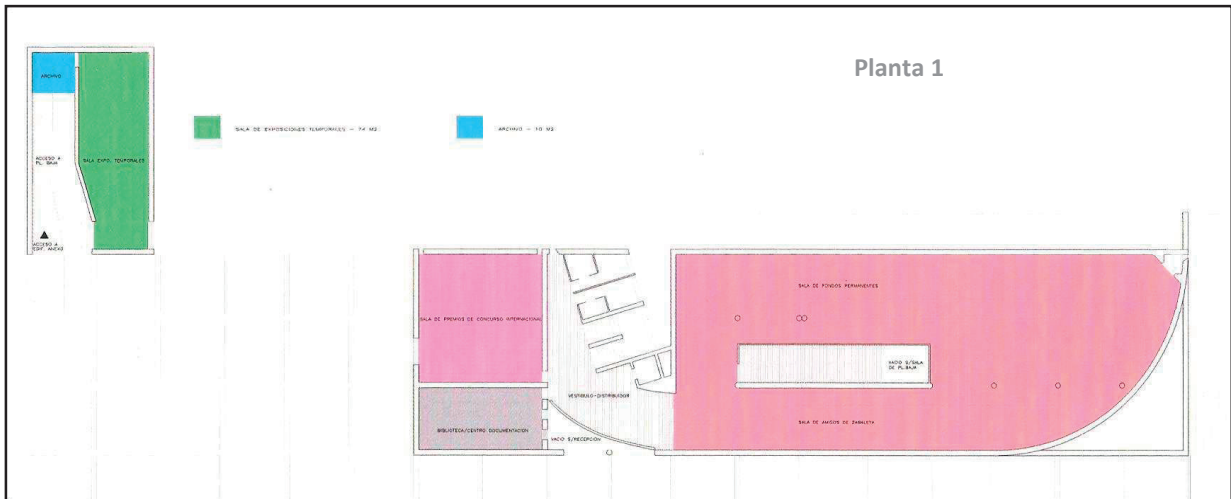 Planta 1
ARCHIVO
SALA DE EXPOSICIONES TEMPORALES - 74 M2
ARCHIVO - 10 M2
ACCESO A
PL. BAJA
SALA EXPO. TEMPORALES
ACCESO A
EDIF. ANEXO
SALA DE FONDOS PERMANENTES
SALA DE PREMIOS DE CONCURSO INTERNACIONAL
VACIO S/SALA
DE PL.BAJA
VESTIBULO-DISTRIBUIDOR
SALA DE AMIGOS DE ZABALETA
BIBLIOTECA/CENTRO DOCUMENTACION
VACIO S/RECEPCION